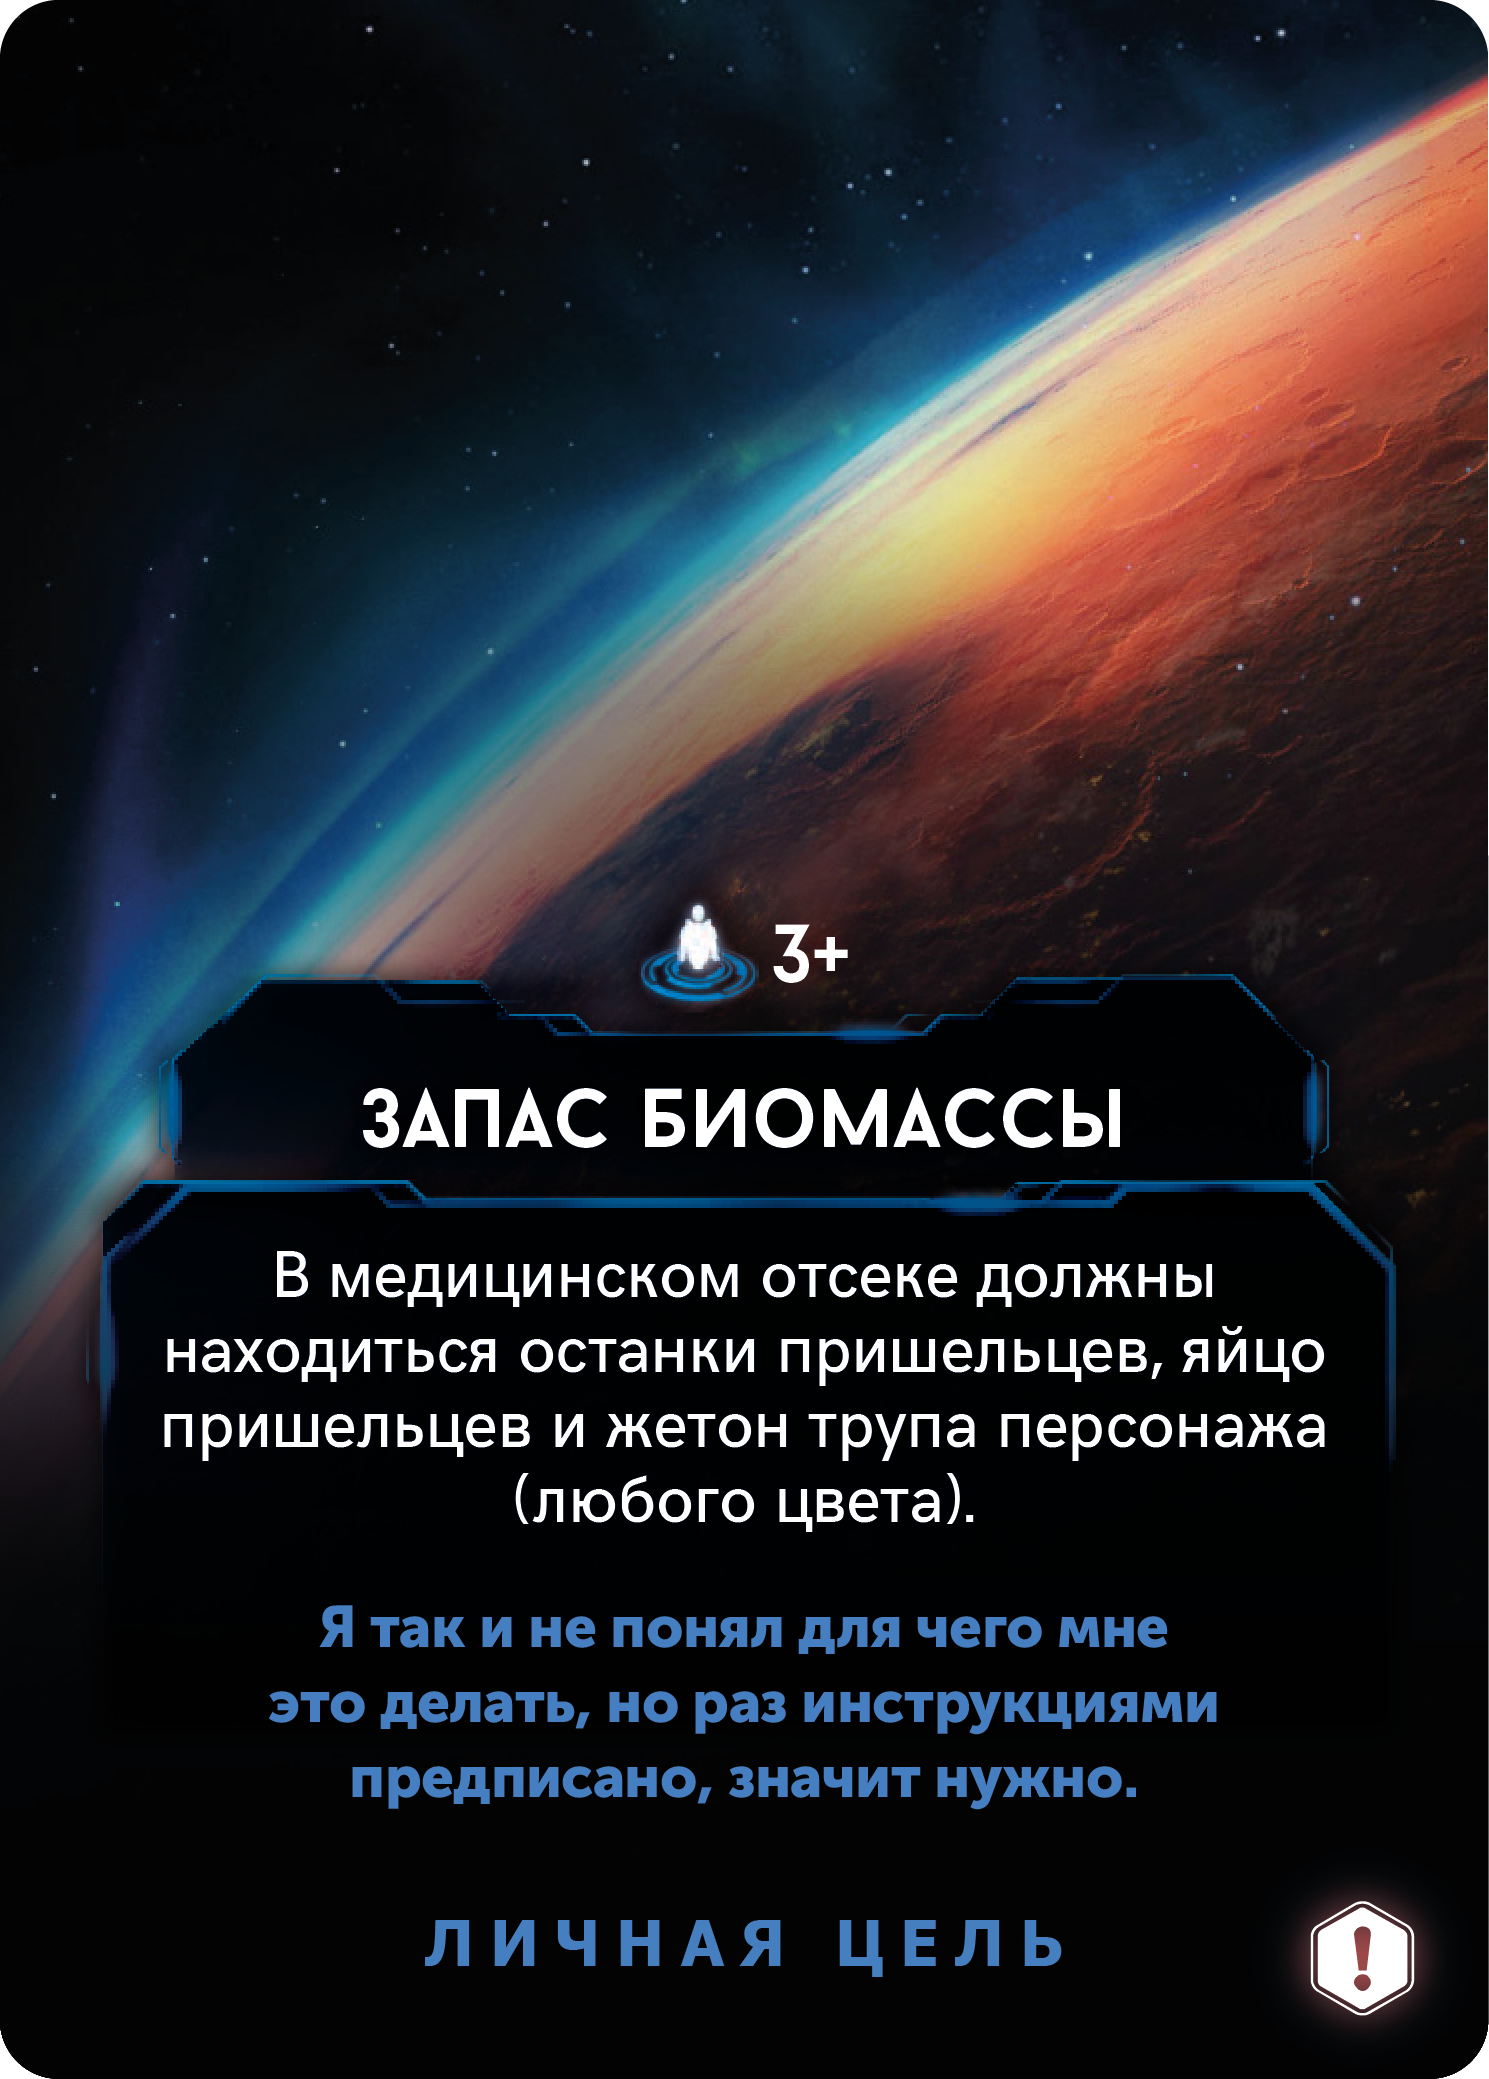 3+
ЗАПАС БИОМАССЫ
В медицинском отсеке должны
находиться останки пришельцев, яйцо
пришельцев и жетон трупа персонажа
(любого цвета).
Я так и не понял для чего мне
это делать, но раз инструкциями
предписано, значит нужно.
ЛИЧНАЯ ЦЕЛЬ
!